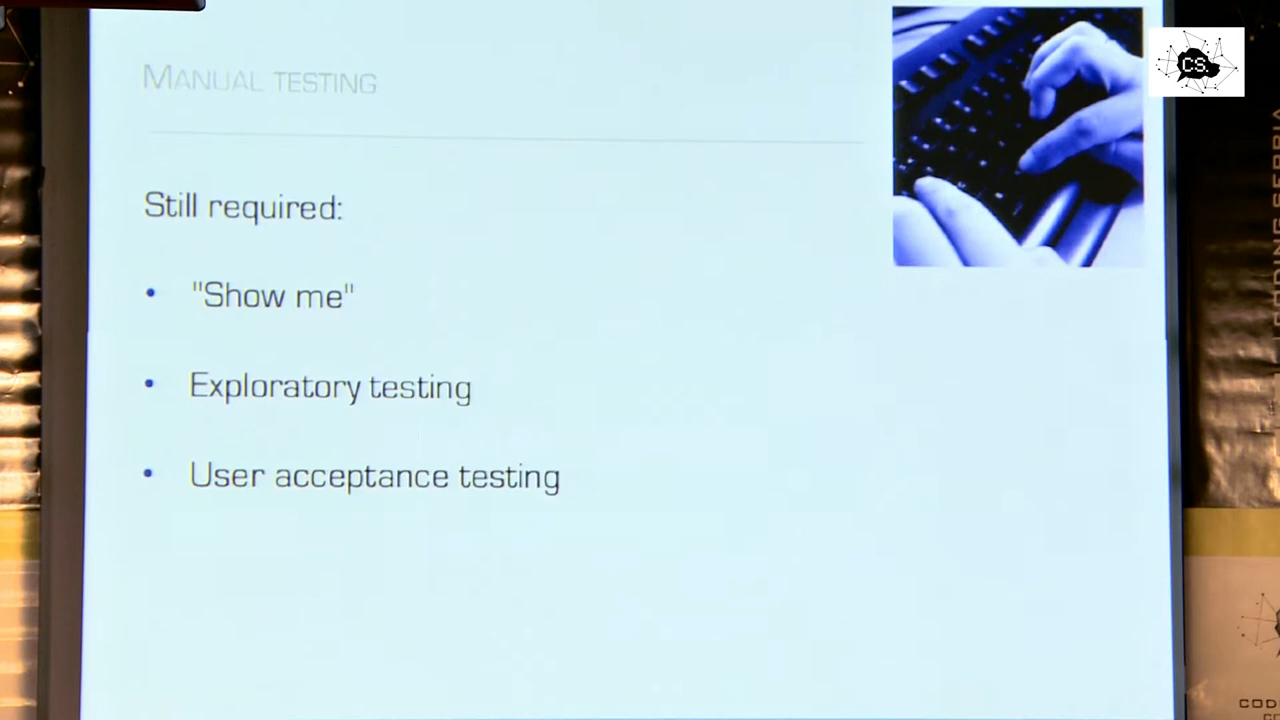 MANUAL TESTING
CS.
Still required:
• "Show me"
• Exploratory testing
• User acceptance testing